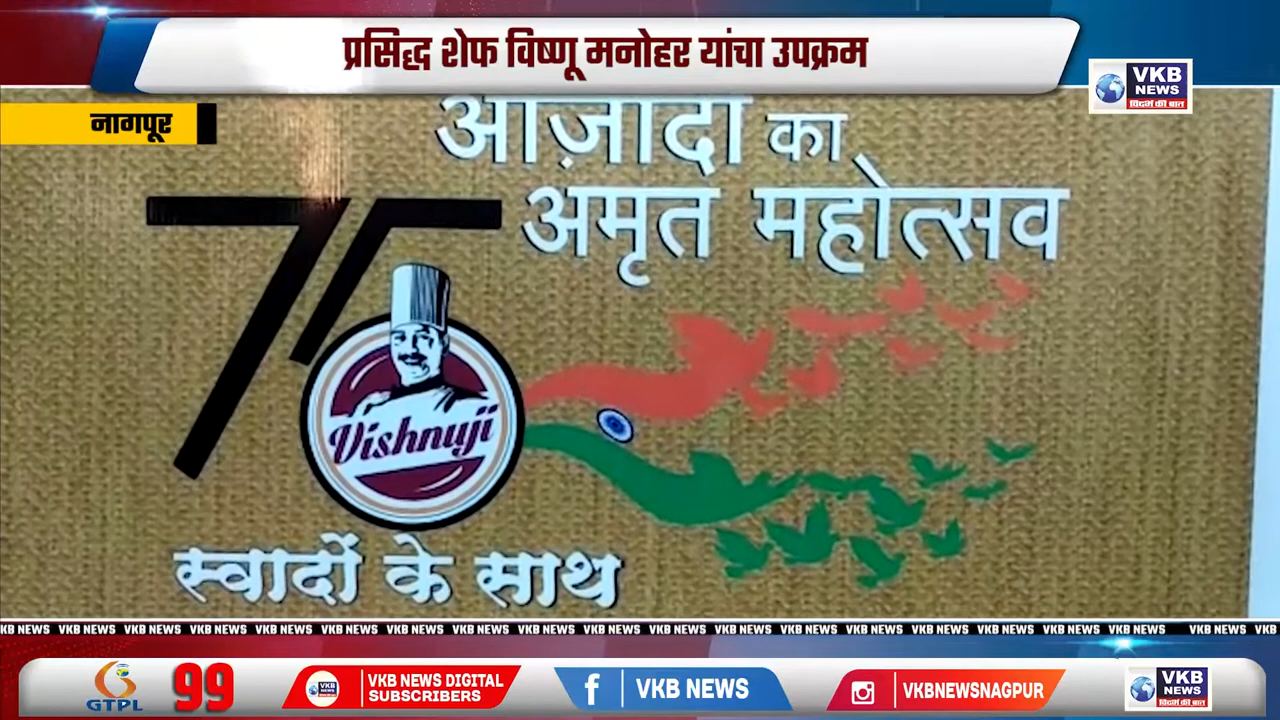 प्रसिद्ध शेफ विष्णू मनोहर यांचा उपक्रम
VKB
NEWS
विदर्भ की बात
नागपूर
आज़ादी का
अमृत महोत्सव
75
Vishnuji
स्वादों के साथ
KB NEWS VKB NEWS VKB NEWS VKB NEWS VKB NEWS VKB NEWS VKB NEWS VKB NEWS VKB NEWS VKB NEWS VKB NEWS VKB NEWS VKB NEWS VKB NEWS VKB NEWS VKB NEWS VKB NEWS VKB NEWS VKB NEWS VKB
GTPL
99
VKB NEWS
VKB NEWS DIGITAL
SUBSCRIBERS
f
VKB NEWS
VKBNEWSNAGPUR
VKB
NEWS
विदर्भ की बात